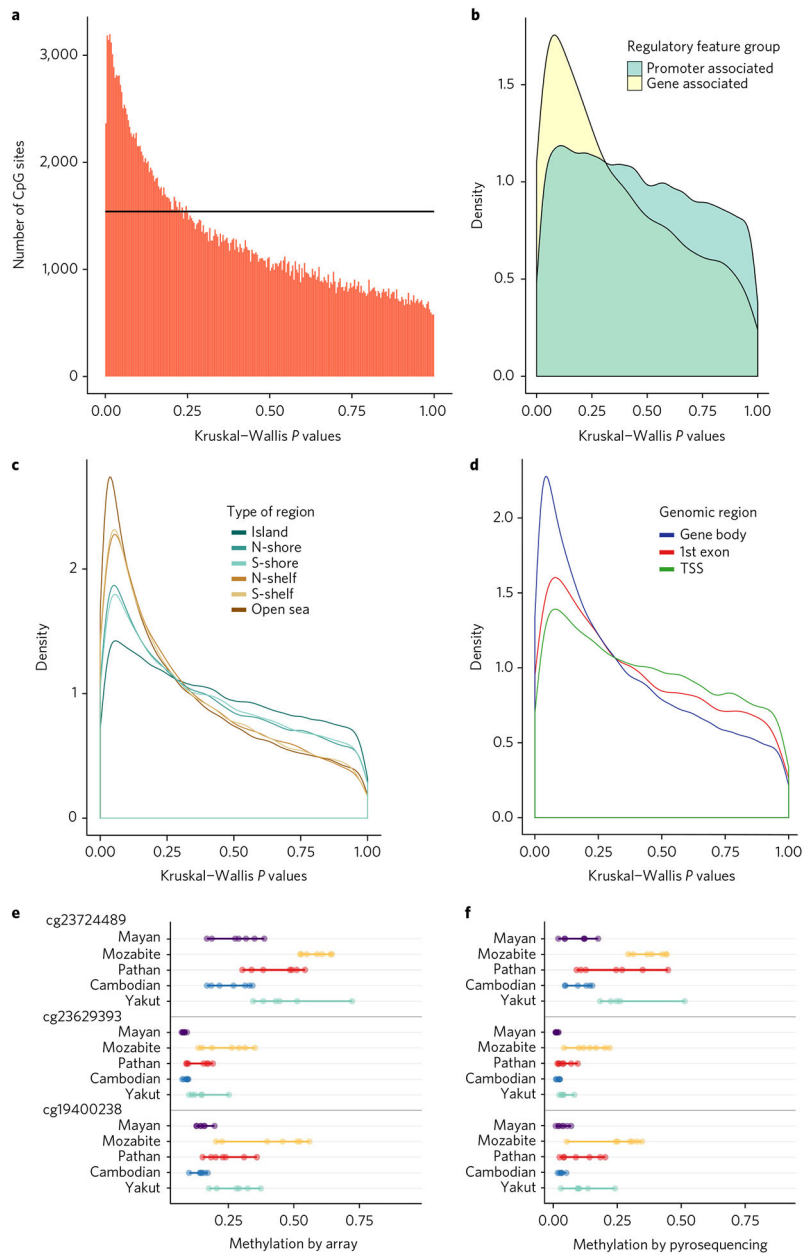 a
3,000
2,000
1,000
0
Number of CpG sites
0.00 0.25 0.50 0.75 1.00
Kruskal–Wallis P values
b
1.5
1.0
0.5
0.0
Density
Regulatory feature group
Promoter associated
Gene associated
0.00 0.25 0.50 0.75 1.00
Kruskal–Wallis P values
c
2
1
0
Density
Type of region
Island
N-shore
S-shore
N-shelf
S-shelf
Open sea
0.00 0.25 0.50 0.75 1.00
Kruskal–Wallis P values
d
2.0
1.5
1.0
0.5
0.0
Density
Genomic region
Gene body
1st exon
TSS
0.00 0.25 0.50 0.75 1.00
Kruskal–Wallis P values
e
cg23724489
Mayan
Mozabite
Pathan
Cambodian
Yakut
cg23629393
Mayan
Mozabite
Pathan
Cambodian
Yakut
cg19400238
Mayan
Mozabite
Pathan
Cambodian
Yakut
0.25 0.50 0.75
Methylation by array
f
Mayan
Mozabite
Pathan
Cambodian
Yakut
Mayan
Mozabite
Pathan
Cambodian
Yakut
Mayan
Mozabite
Pathan
Cambodian
Yakut
0.00 0.25 0.50 0.75
Methylation by pyrosequencing